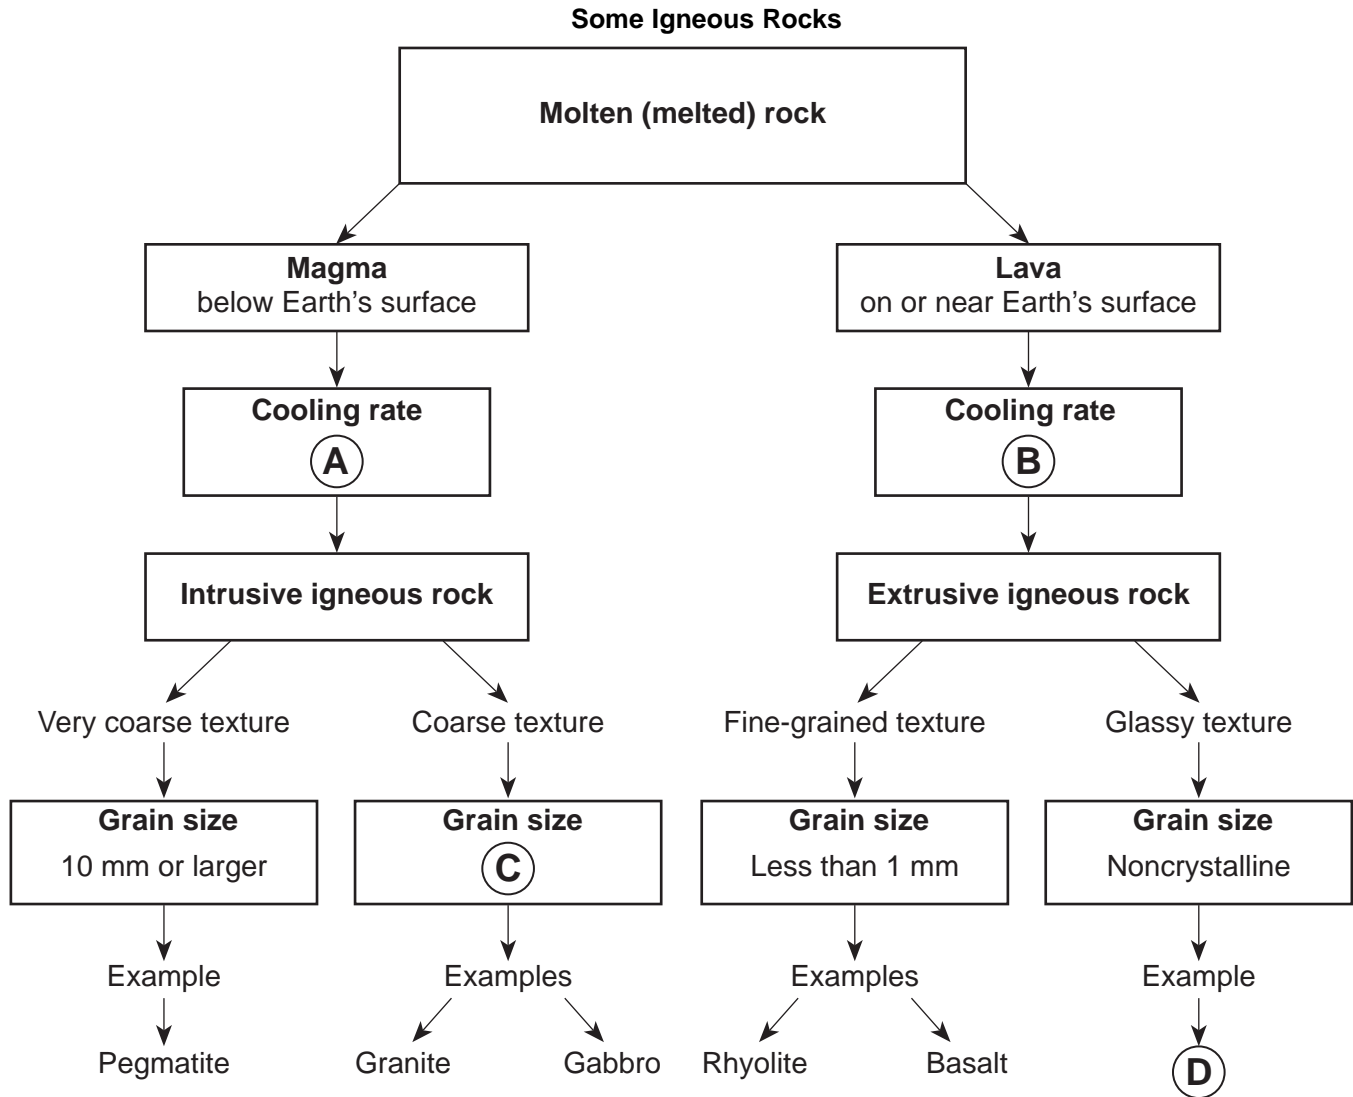 Some Igneous Rocks
Molten (melted) rock
Magma
below Earth’s surface
Lava
on or near Earth’s surface
Cooling rate
A
Cooling rate
B
Intrusive igneous rock
Extrusive igneous rock
Very coarse texture
Coarse texture
Fine-grained texture
Glassy texture
Grain size
10 mm or larger
Grain size
C
Grain size
Less than 1 mm
Grain size
Noncrystalline
Example
Examples
Examples
Example
Pegmatite
Granite
Gabbro
Rhyolite
Basalt
D